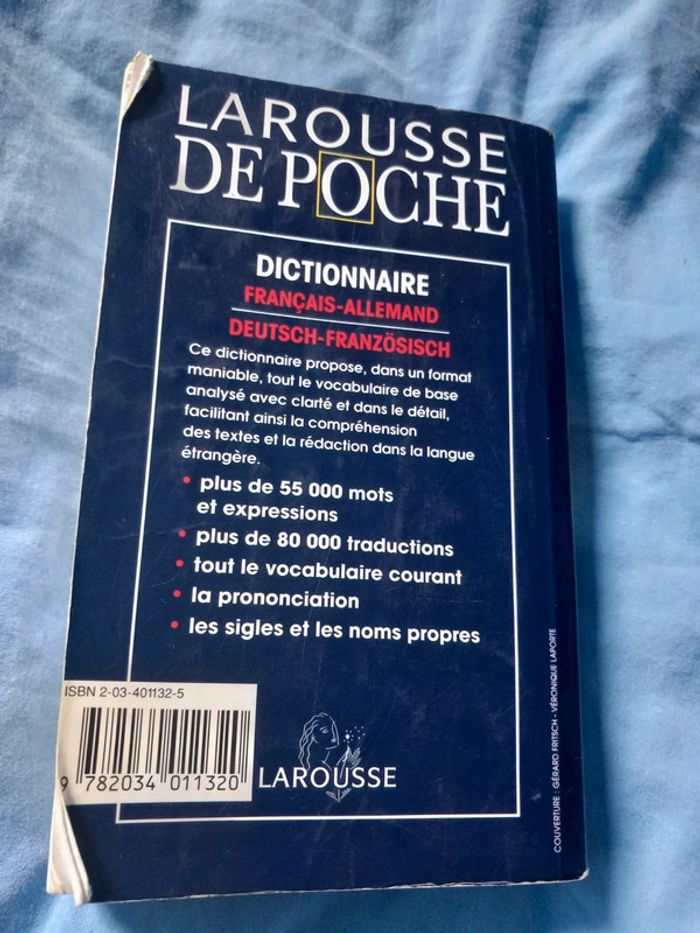 LAROUSSE
DE POCHE
DICTIONNAIRE
FRANÇAIS-ALLEMAND
DEUTSCH-FRANZÖSISCH
Ce dictionnaire propose, dans un format
maniable, tout le vocabulaire de base
analysé avec clarté et dans le détail,
facilitant ainsi la compréhension
des textes et la rédaction dans la langue
étrangère.
• plus de 55 000 mots
et expressions
• plus de 80 000 traductions
• tout le vocabulaire courant
• la prononciation
• les sigles et les noms propres
ISBN 2-03-401132-5
9 782034 011320
LAROUSSE
COUVERTURE : GÉRARD FRITSCH - VÉRONIQUE LAPORTE